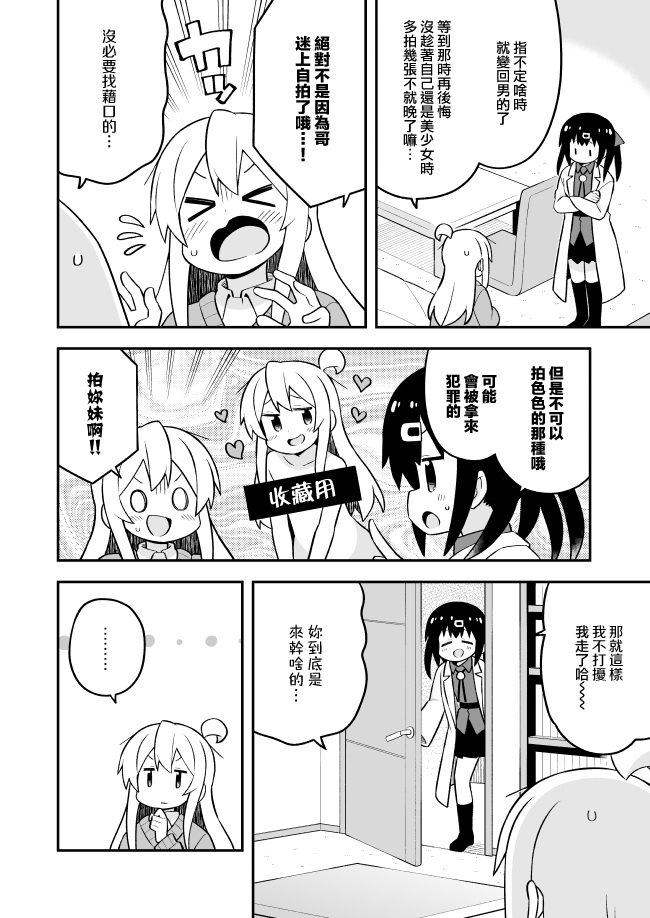 指不定啥時
就變回男的了
等到那時再後悔
沒趁著自己還是美少女時
多拍幾張不就晚了嘛…
絕對不是因為哥
迷上自拍了哦…！
カッ
沒必要找藉口的…
但是不可以
拍色色的那種哦
可能
會被拿來
犯罪的
收藏用
拍妳妹啊!!
那就這樣
我不打擾
我走了哈～～
妳到底是
來幹啥的…
………